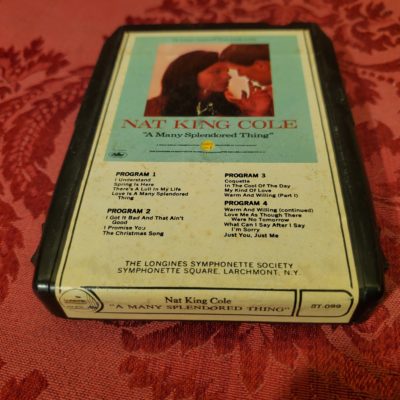 NAT KING COLE
"A Many Splendored Thing"
PROGRAM 1
I Understand
Spring Is Here
There's A Lull In My Life
Love Is A Many Splendored
Thing
PROGRAM 2
I Got It Bad And That Ain't
Good
I Promise You
The Christmas Song
PROGRAM 3
Coquette
In The Cool Of The Day
My Kind Of Love
Warm And Willing (Part I)
PROGRAM 4
Warm And Willing (continued)
Love Me As Though There
Were No Tomorrow
What Can I Say After I Say
I'm Sorry
Just You, Just Me
THE LONGINES SYMPHONETTE SOCIETY
SYMPHONETTE SQUARE, LARCHMONT, N.Y.
Nat King Cole
"A MANY SPLENDORED THING"
ST-099